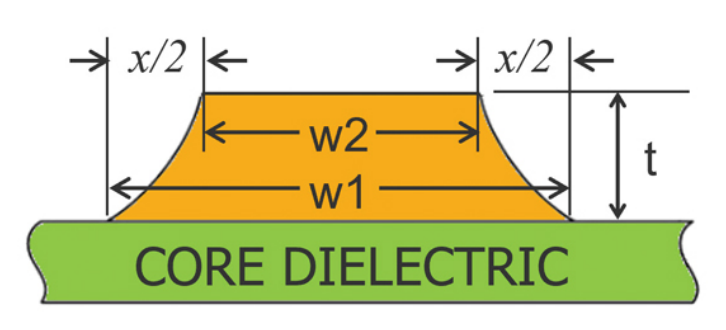 x/2 x/2
w2
t
w1
CORE DIELECTRIC